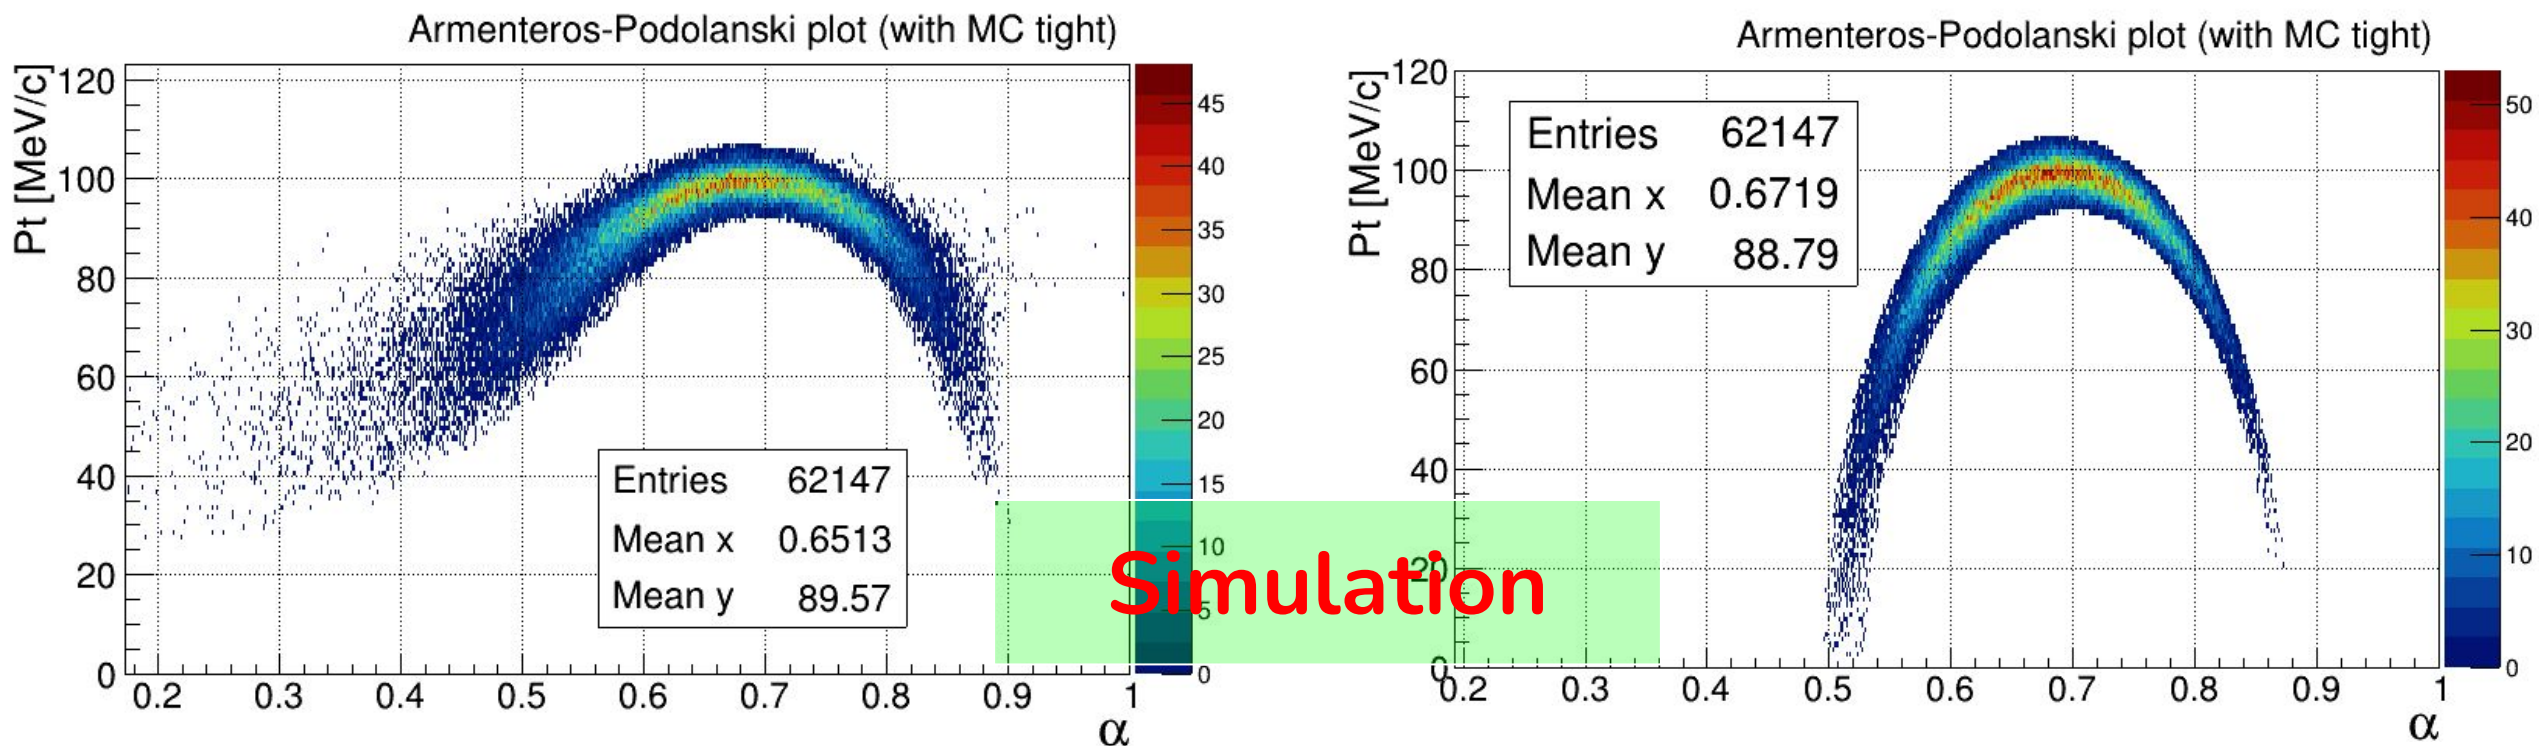 Armenteros-Podolanski plot (with MC tight)
Pt [MeV/c]
120
100
80
60
40
20
0
0.2 0.3 0.4 0.5 0.6 0.7 0.8 0.9 1
α
Entries 62147
Mean x 0.6513
Mean y 89.57
45
40
35
30
25
20
15
10
5
0
Simulation
Armenteros-Podolanski plot (with MC tight)
Pt [MeV/c]
120
100
80
60
40
20
0
0.2 0.3 0.4 0.5 0.6 0.7 0.8 0.9 1
α
Entries 62147
Mean x 0.6719
Mean y 88.79
50
40
30
20
10
0